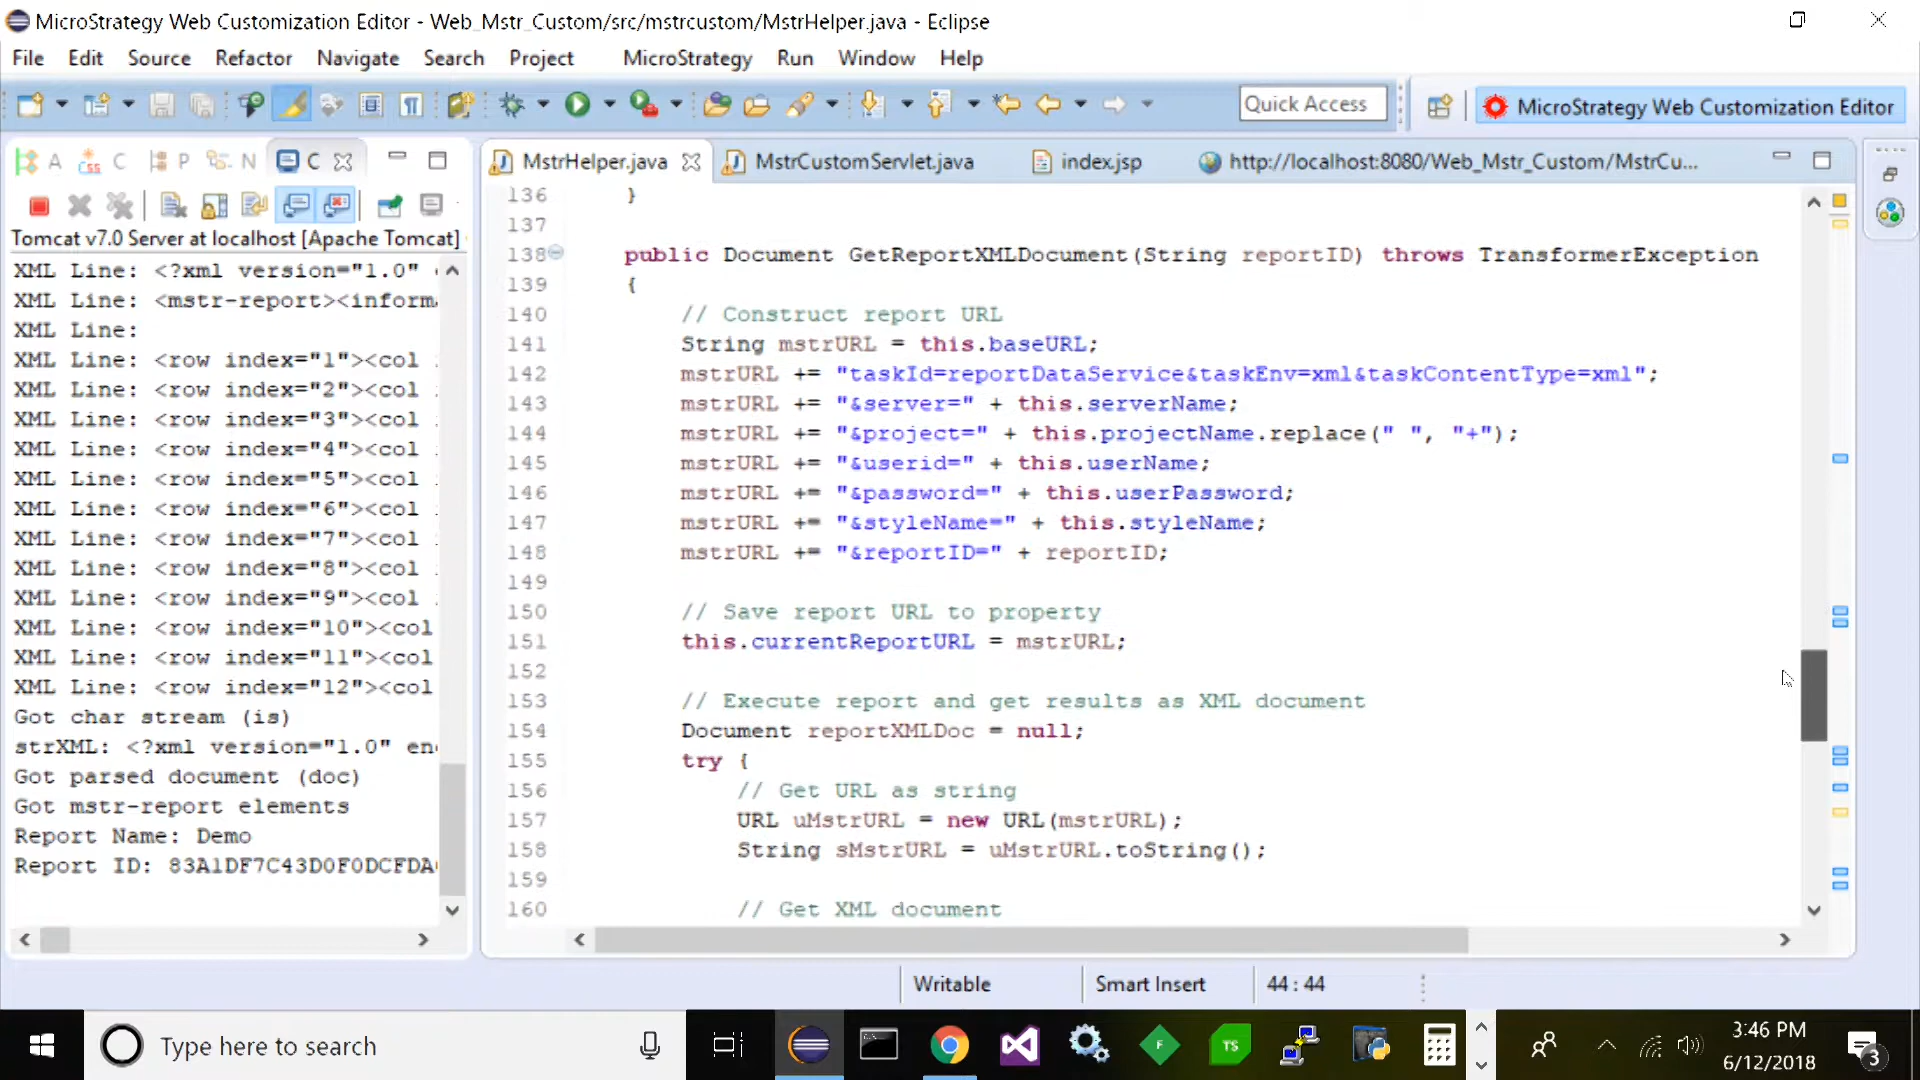 MicroStrategy Web Customization Editor - Web_Mstr_Custom/src/mstrcustom/MstrHelper.java - Eclipse
File Edit Source Refactor Navigate Search Project MicroStrategy Run Window Help
Quick Access
MicroStrategy Web Customization Editor
A C P N C
MstrHelper.java MstrCustomServlet.java index.jsp http://localhost:8080/Web_Mstr_Custom/MstrCu...
Tomcat v7.0 Server at localhost [Apache Tomcat]
XML Line: <?xml version="1.0"
XML Line: <mstr-report><inform
XML Line:
XML Line: <row index="1"><col
XML Line: <row index="2"><col
XML Line: <row index="3"><col
XML Line: <row index="4"><col
XML Line: <row index="5"><col
XML Line: <row index="6"><col
XML Line: <row index="7"><col
XML Line: <row index="8"><col
XML Line: <row index="9"><col
XML Line: <row index="10"><col
XML Line: <row index="11"><col
XML Line: <row index="12"><col
Got char stream (is)
strXML: <?xml version="1.0" en
Got parsed document (doc)
Got mstr-report elements
Report Name: Demo
Report ID: 83A1DF7C43D0F0DCFDA
136 }
137
138 public Document GetReportXMLDocument(String reportID) throws TransformerException
139 {
140 // Construct report URL
141 String mstrURL = this.baseURL;
142 mstrURL += "taskId=reportDataService&taskEnv=xml&taskContentType=xml";
143 mstrURL += "&server=" + this.serverName;
144 mstrURL += "&project=" + this.projectName.replace(" ", "+");
145 mstrURL += "&userid=" + this.userName;
146 mstrURL += "&password=" + this.userPassword;
147 mstrURL += "&styleName=" + this.styleName;
148 mstrURL += "&reportID=" + reportID;
149
150 // Save report URL to property
151 this.currentReportURL = mstrURL;
152
153 // Execute report and get results as XML document
154 Document reportXMLDoc = null;
155 try {
156 // Get URL as string
157 URL uMstrURL = new URL(mstrURL);
158 String sMstrURL = uMstrURL.toString();
159
160 // Get XML document
Writable Smart Insert 44 : 44
Type here to search
F
TS
3:46 PM
6/12/2018
3